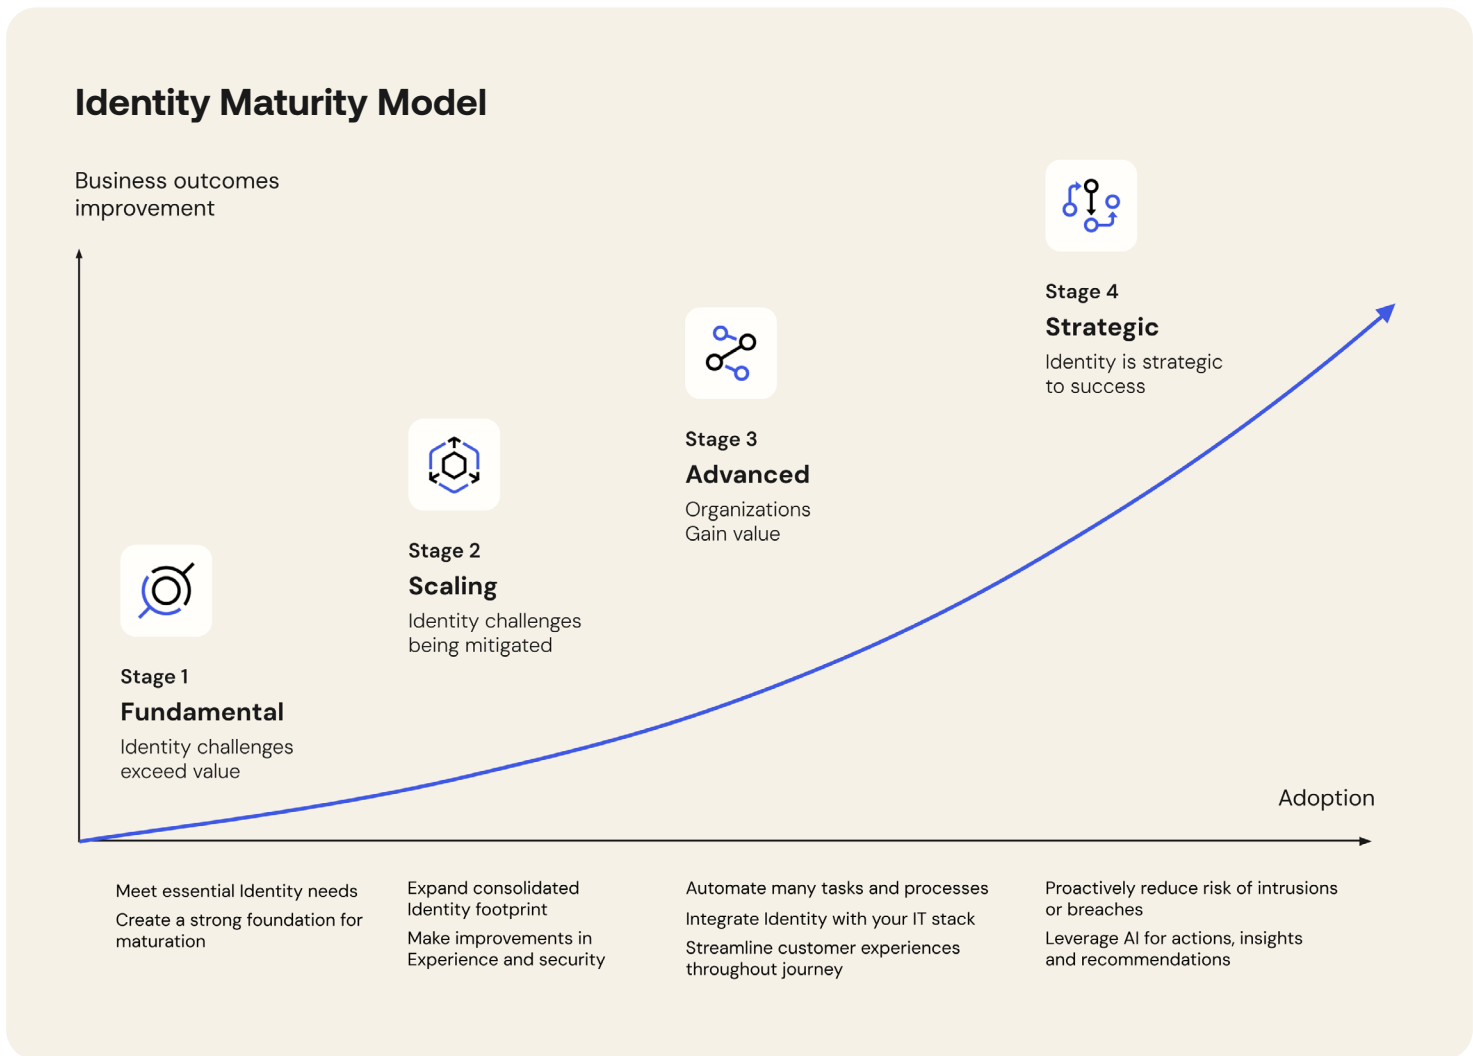 Identity Maturity Model
Business outcomes
improvement
Stage 1
Fundamental
Identity challenges
exceed value
Stage 2
Scaling
Identity challenges
being mitigated
Stage 3
Advanced
Organizations
Gain value
Stage 4
Strategic
Identity is strategic
to success
Adoption
Meet essential Identity needs
Create a strong foundation for
maturation
Expand consolidated
Identity footprint
Make improvements in
Experience and security
Automate many tasks and processes
Integrate Identity with your IT stack
Streamline customer experiences
throughout journey
Proactively reduce risk of intrusions
or breaches
Leverage AI for actions, insights
and recommendations